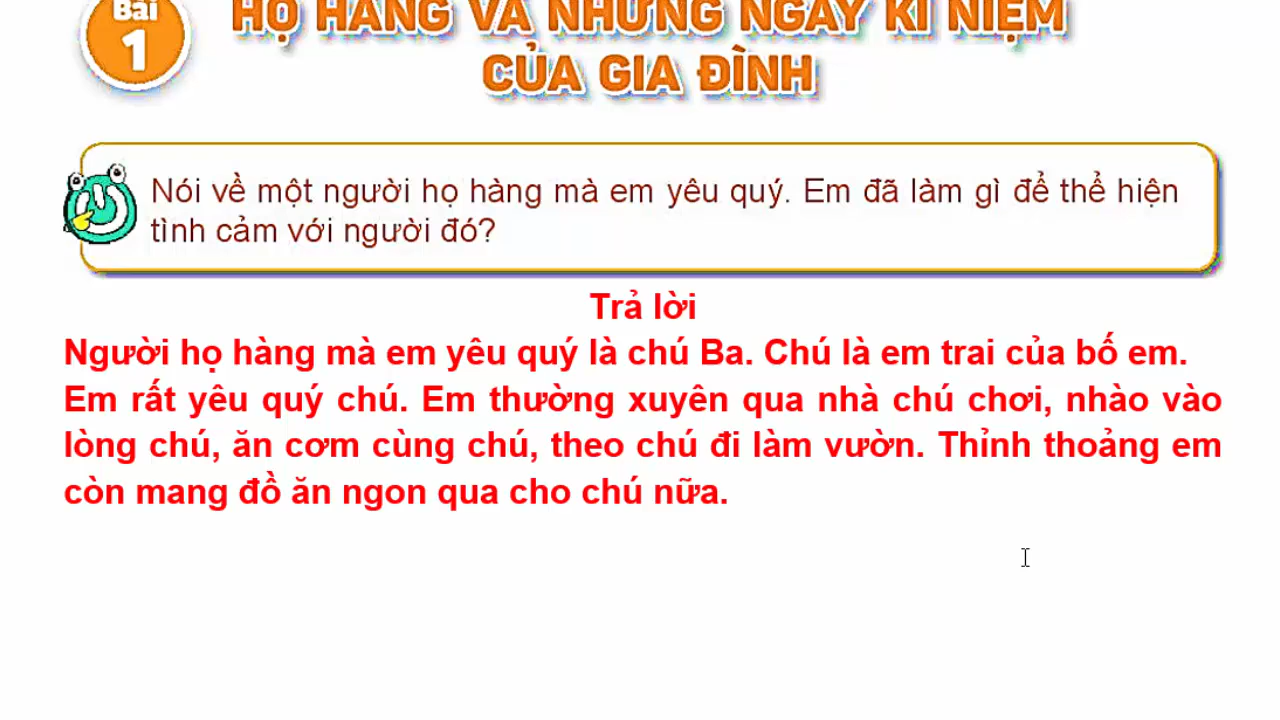 Bài
1
HỌ HÀNG VÀ NHỮNG NGÀY KỈ NIỆM
CỦA GIA ĐÌNH
Nói về một người họ hàng mà em yêu quý. Em đã làm gì để thể hiện
tình cảm với người đó?
Trả lời
Người họ hàng mà em yêu quý là chú Ba. Chú là em trai của bố em.
Em rất yêu quý chú. Em thường xuyên qua nhà chú chơi, nhào vào
lòng chú, ăn cơm cùng chú, theo chú đi làm vườn. Thỉnh thoảng em
còn mang đồ ăn ngon qua cho chú nữa.